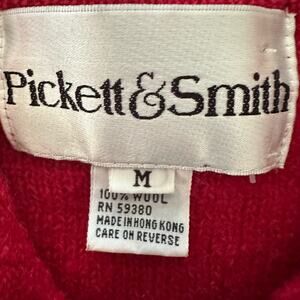 Pickett&Smith
M
100% WOOL
RN 59380
MADE IN HONG KONG
CARE ON REVERSE